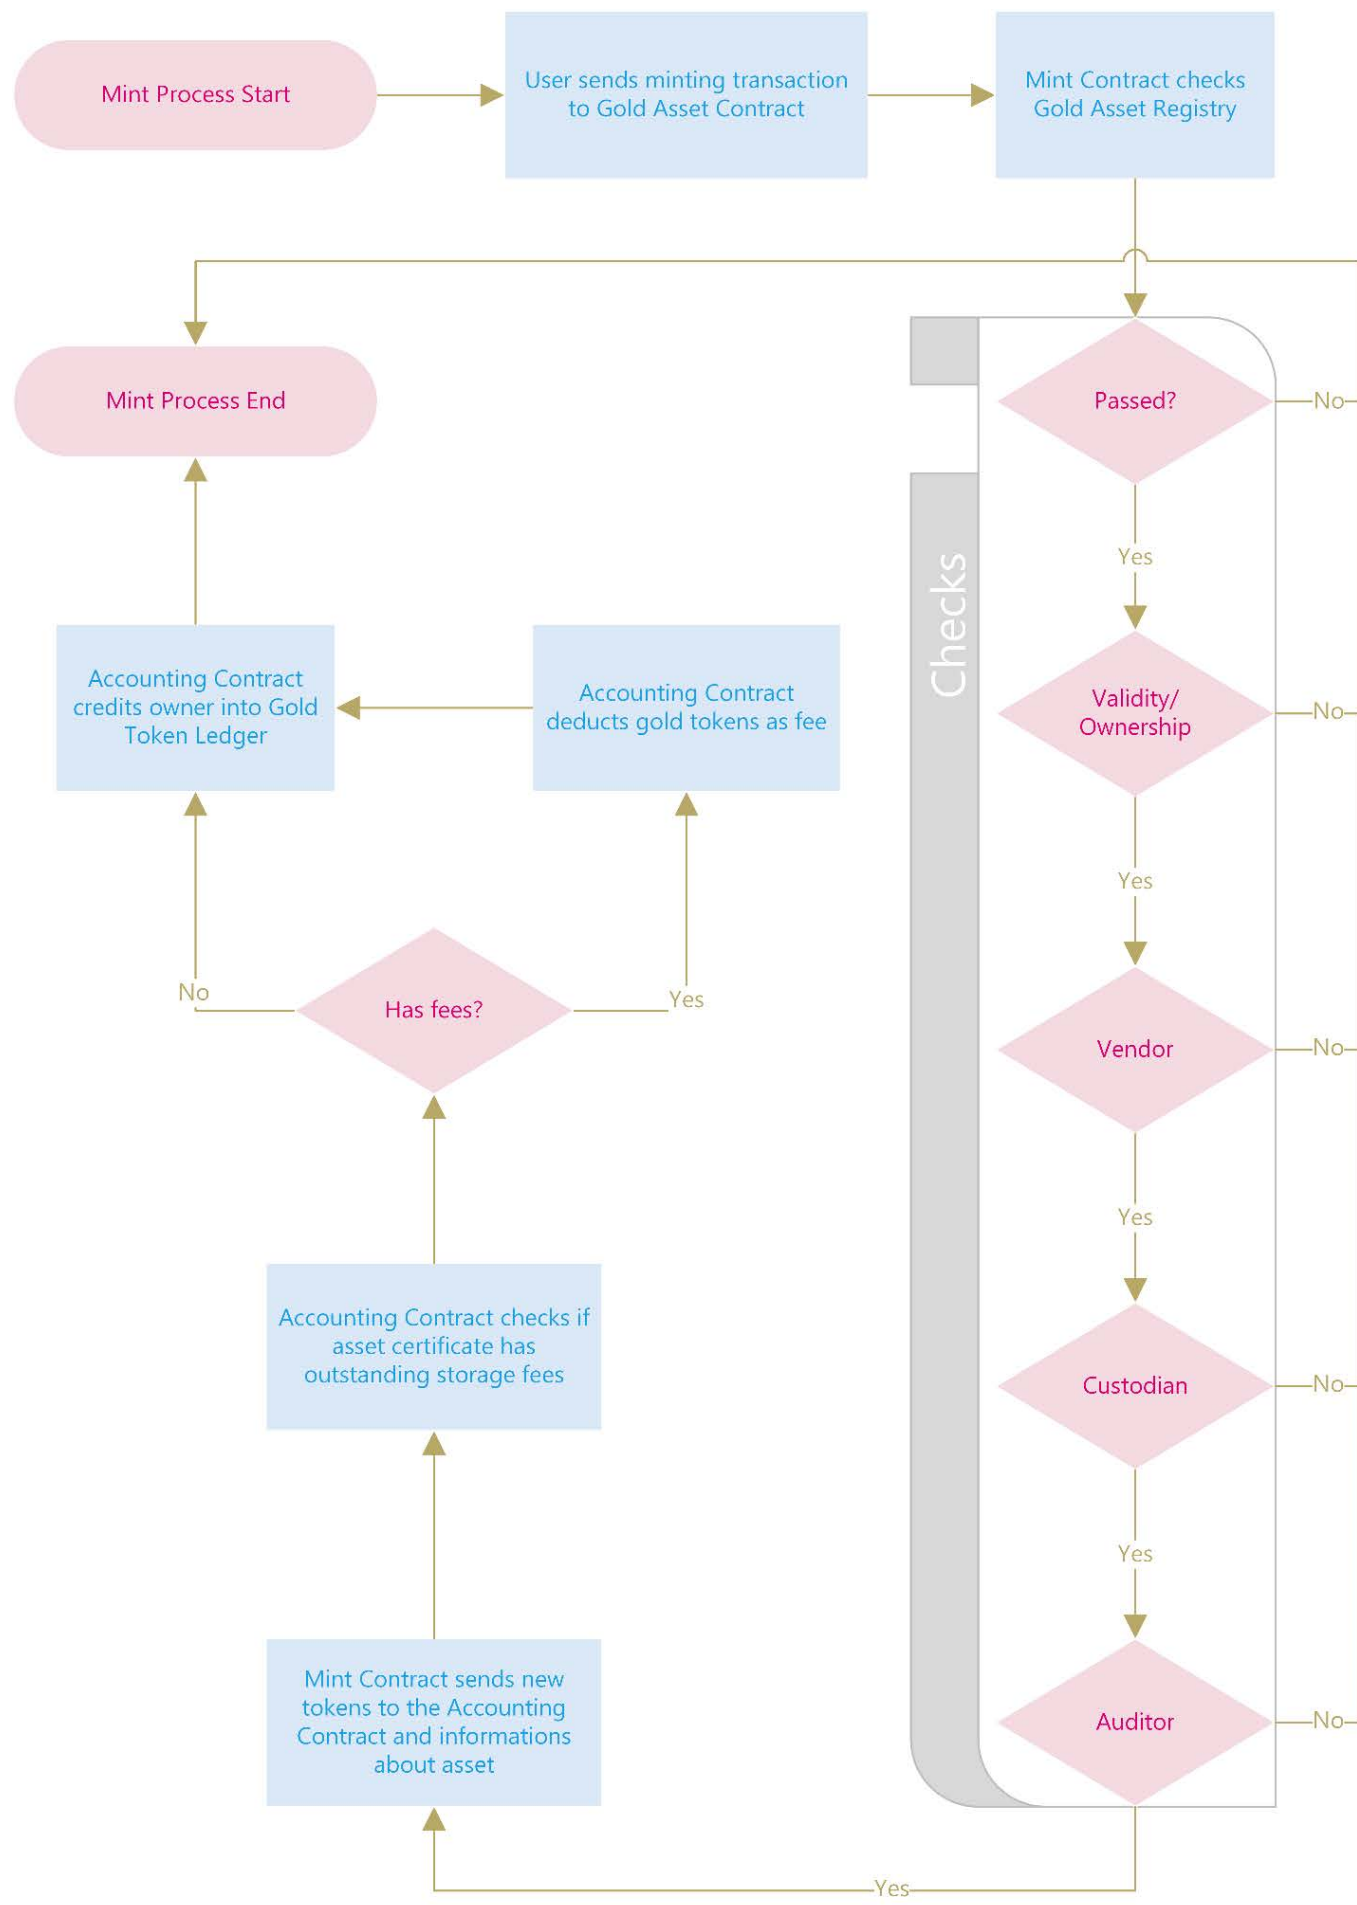 Mint Process Start
User sends minting transaction
to Gold Asset Contract
Mint Contract checks
Gold Asset Registry
Mint Process End
Passed?
No
Yes
Checks
Validity/
Ownership
No
Yes
Accounting Contract
credits owner into Gold
Token Ledger
Accounting Contract
deducts gold tokens as fee
No
Has fees?
Yes
Vendor
No
Yes
Accounting Contract checks if
asset certificate has
outstanding storage fees
Custodian
No
Yes
Mint Contract sends new
tokens to the Accounting
Contract and informations
about asset
Auditor
No
Yes